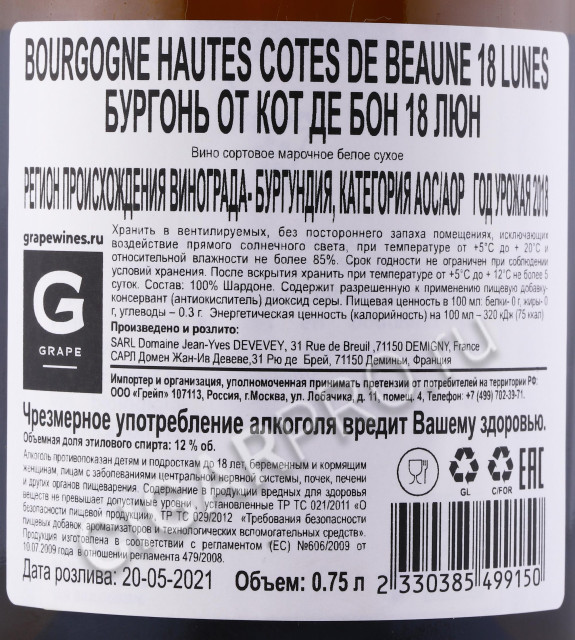 BOURGOGNE HAUTES COTES DE BEAUNE 18 LUNES
БУРГОНЬ ОТ КОТ ДЕ БОН 18 ЛЮН
Вино сортовое марочное белое сухое
РЕГИОН ПРОИСХОЖДЕНИЯ ВИНОГРАДА- БУРГУНДИЯ, КАТЕГОРИЯ АОС/АОР ГОД УРОЖАЯ 2018
grapewines.ru
G
GRAPE
Хранить в вентилируемых, без постороннего запаха помещениях, исключающих
воздействие прямого солнечного света, при температуре от +5°C до + 20°C и
относительной влажности не более 85%. Срок годности не ограничен при соблюдении
условий хранения. После вскрытия хранить при температуре от +5°C до + 12°C не более 5
суток. Состав: 100% Шардоне. Содержит разрешенную к применению пищевую добавку-
консервант (антиокислитель) диоксид серы. Пищевая ценность в 100 мл: белки- 0 г, жиры- 0
г, углеводы – 0.3 г. Энергетическая ценность (калорийность) на 100 мл – 320 кДж (75 ккал)
Произведено и розлито:
SARL Domaine Jean-Yves DEVEVEY, 31 Rue de Breuil ,71150 DEMIGNY, France
САРЛ Домен Жан-Ив Девеве,31 Рю де Брей, 71150 Деминьи, Франция
Импортер и организация, уполномоченная принимать претензии от потребителей на территории РФ:
ООО «Грейп» 107113, Россия, г.Москва, ул. Лобачика, д. 11, помещ. 4, Телефон: +7 (499) 702-39-71.
Чрезмерное употребление алкоголя вредит Вашему здоровью.
Объемная доля этилового спирта: 12 % об.
Алкоголь противопоказан детям и подросткам до 18 лет, беременным и кормящим
женщинам, лицам с заболеваниями центральной нервной системы, почек, печени
и других органов пищеварения. Содержание в продукции вредных для здоровья
веществ не превышает допустимые уровни, установленные ТР ТС 021/2011 «О
безопасности пищевой продукции», ТР ТС 029/2012 «Требования безопасности
пищевых добавок, ароматизаторов и технологических вспомогательных средств».
Продукция изготовлена в соответствии с регламентом (ЕС) №606/2009 от
10.07.2009 года в отношении регламента 479/2008.
GL
C/FOR
EAC
Дата розлива: 20-05-2021
Объем: 0.75 л
2 330385 499150
CIGARPRO.ru